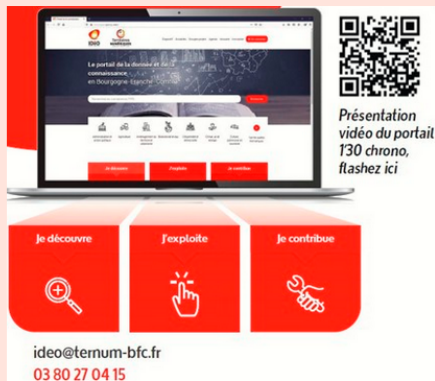 IDéO
Le portail de la donnée et de la
connaissance
en Bourgogne-Franche-Comté
Je découvre
J'exploite
Je contribue
Présentation
vidéo du portail
1'30 chrono,
flashez ici
Je découvre
J'exploite
Je contribue
ideo@ternum-bfc.fr
03 80 27 04 15